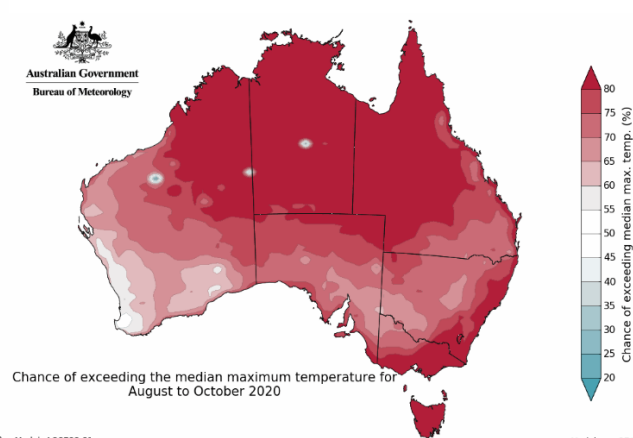 Australian Government
Bureau of Meteorology
80
75
70
65
60
55
50
45
40
35
30
25
20
Chance of exceeding median max. temp. (%)
Chance of exceeding the median maximum temperature for
August to October 2020